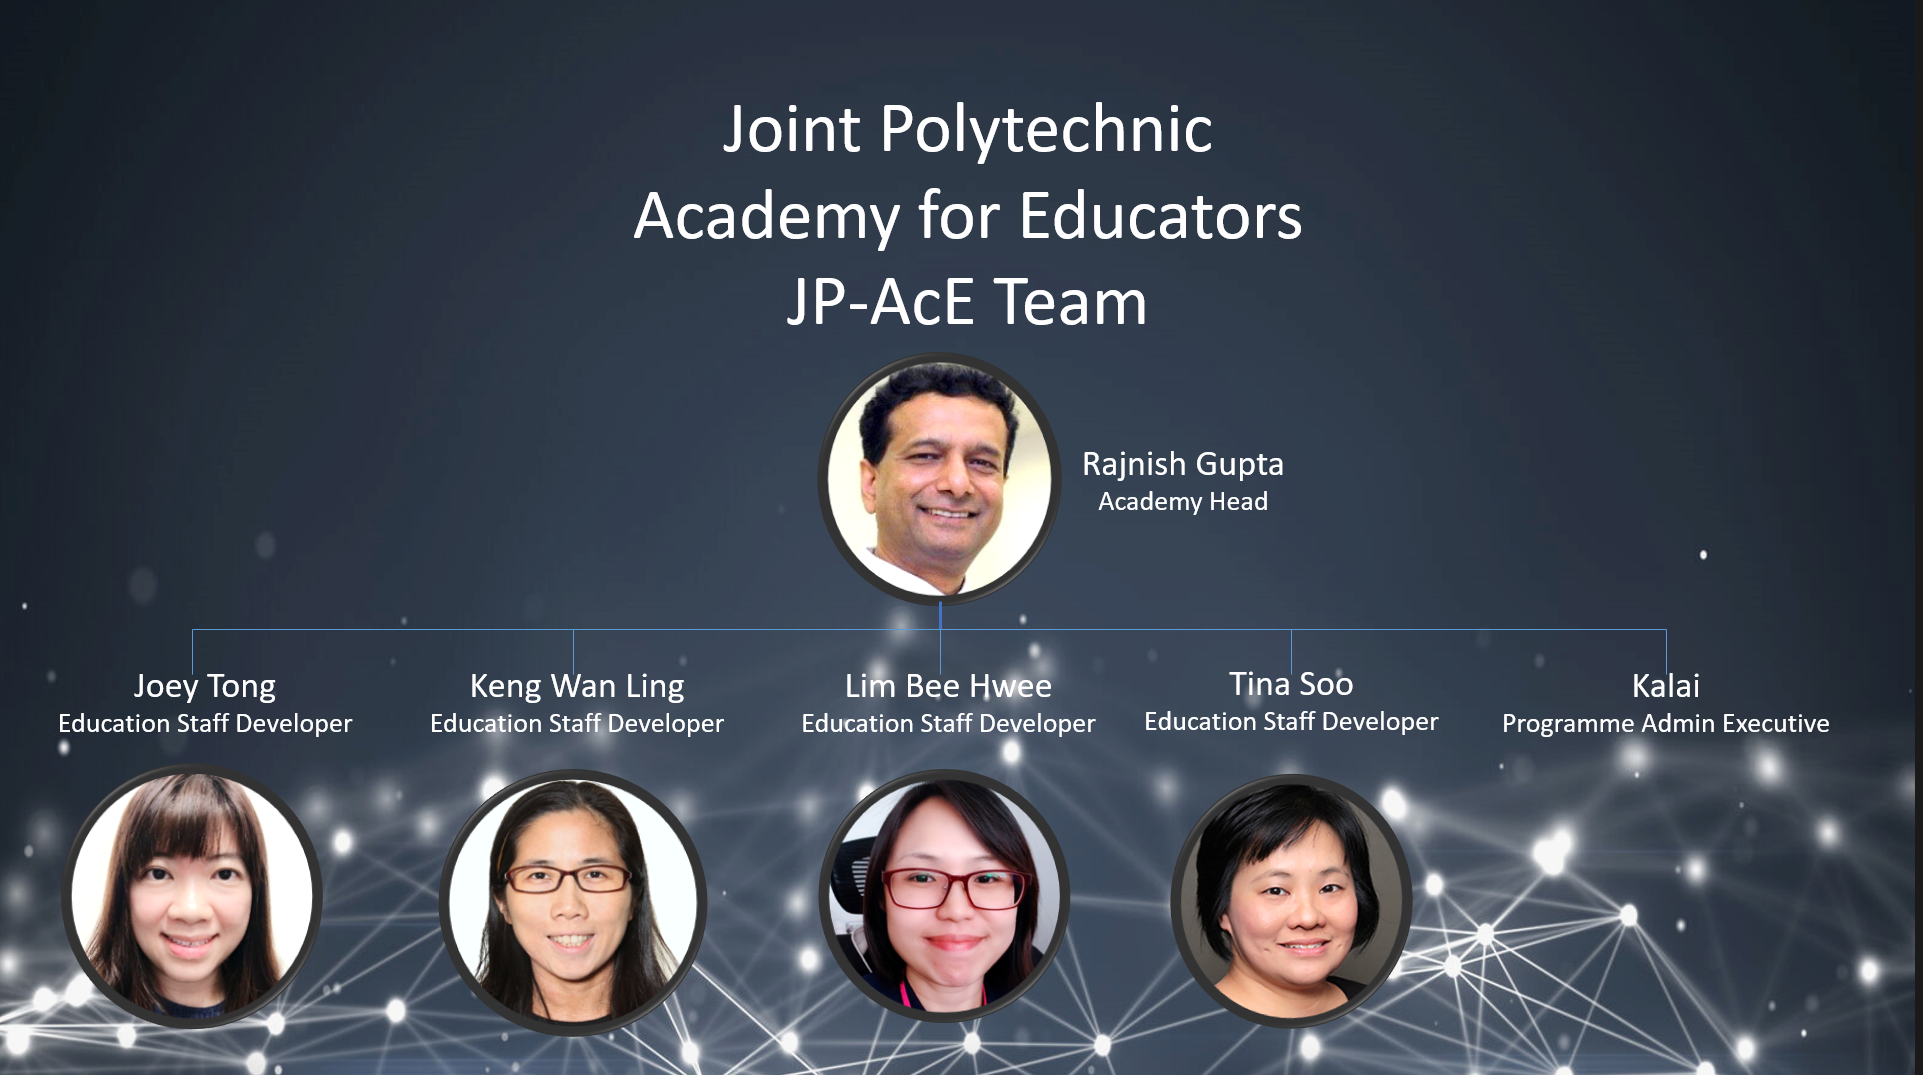 Joint Polytechnic
Academy for Educators
JP-AcE Team
Rajnish Gupta
Academy Head
Joey Tong
Education Staff Developer
Keng Wan Ling
Education Staff Developer
Lim Bee Hwee
Education Staff Developer
Tina Soo
Education Staff Developer
Kalai
Programme Admin Executive